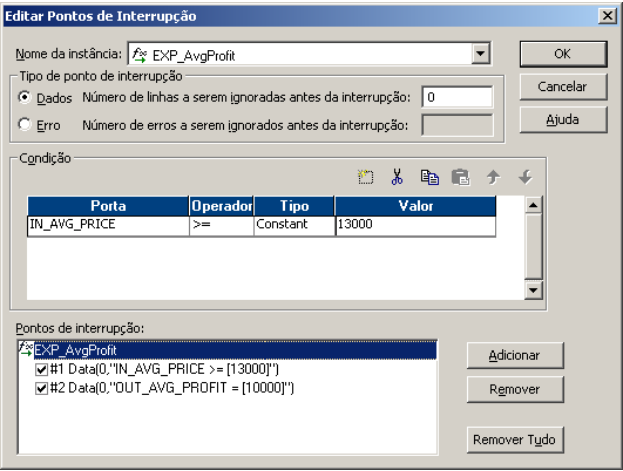 Editar Pontos de Interrupção
Nome da instância: EXP_AvgProfit
OK
Tipo de ponto de interrupção
Dados Número de linhas a serem ignoradas antes da interrupção: 0
Cancelar
Erro Número de erros a serem ignorados antes da interrupção:
Ajuda
Condição
Porta Operador Tipo Valor
IN_AVG_PRICE >= Constant 13000
Pontos de interrupção:
EXP_AvgProfit
#1 Data(0,"IN_AVG_PRICE >= [13000]")
#2 Data(0,"OUT_AVG_PROFIT = [10000]")
Adicionar
Remover
Remover Tudo